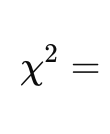 χ² =